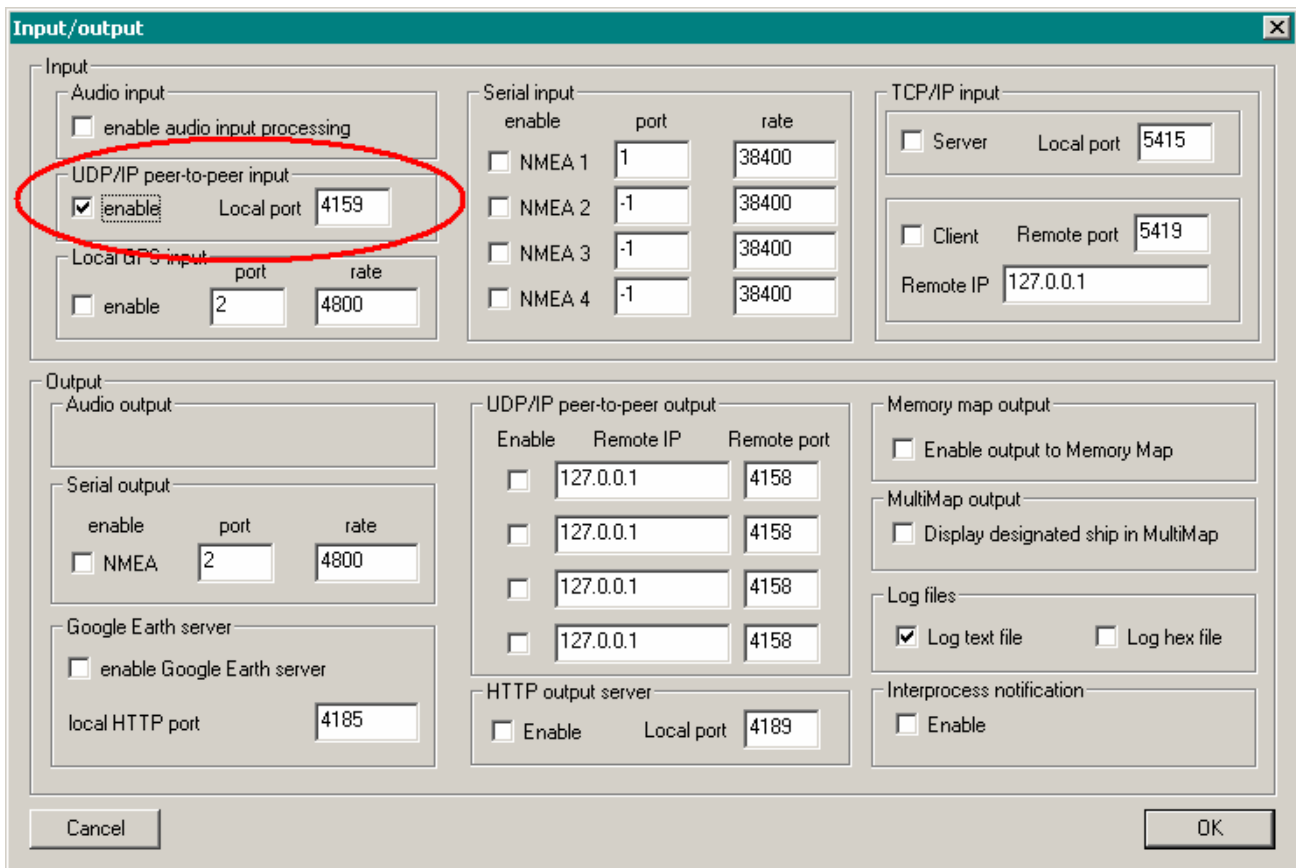 Input/output
Input
Audio input
enable audio input processing
UDP/IP peer-to-peer input
enable Local port 4159
Local GPS input
port rate
enable 2 4800
Serial input
enable port rate
NMEA 1 1 38400
NMEA 2 -1 38400
NMEA 3 -1 38400
NMEA 4 -1 38400
TCP/IP input
Server Local port 5415
Client Remote port 5419
Remote IP 127.0.0.1
Output
Audio output
Serial output
enable port rate
NMEA 2 4800
Google Earth server
enable Google Earth server
local HTTP port 4185
UDP/IP peer-to-peer output
Enable Remote IP Remote port
127.0.0.1 4158
127.0.0.1 4158
127.0.0.1 4158
127.0.0.1 4158
HTTP output server
Enable Local port 4189
Memory map output
Enable output to Memory Map
MultiMap output
Display designated ship in MultiMap
Log files
Log text file Log hex file
Interprocess notification
Enable
Cancel OK